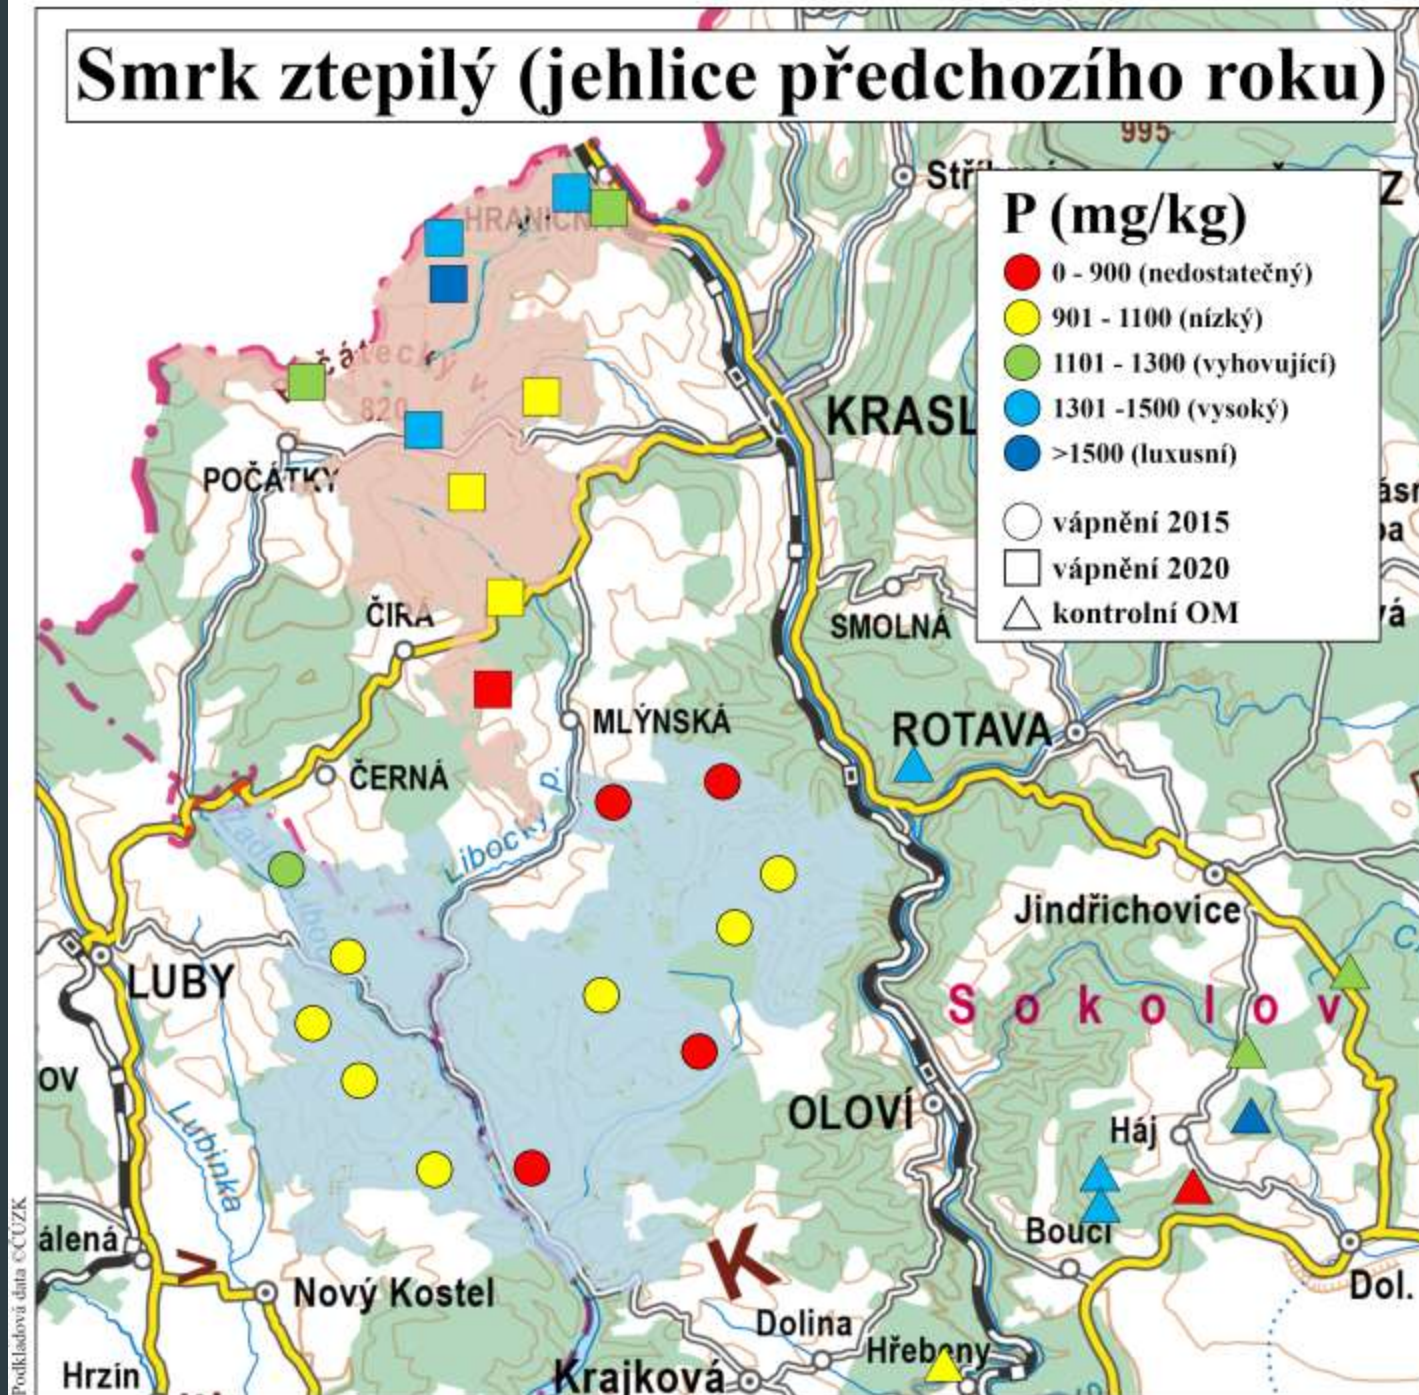 Smrk ztepilý (jehlice předchozího roku)
995
P (mg/kg)
0 - 900 (nedostatečný)
901 - 1100 (nízký)
1101 - 1300 (vyhovující)
1301 -1500 (vysoký)
>1500 (luxusní)
vápnění 2015
vápnění 2020
kontrolní OM
Z
820
KRASL
POČÁTKY
ČIRÁ
SMOLNÁ
MLÝNSKÁ
ROTAVA
ČERNÁ
Libocký p.
Jindřichovice
LUBY
Sokolov
OLOVÍ
Háj
Lubinka
Boučí
K
Nový Kostel
Dol.
Dolina
Hřebeny
Hrzín
Krajková
Podkladová data ©ČÚZK